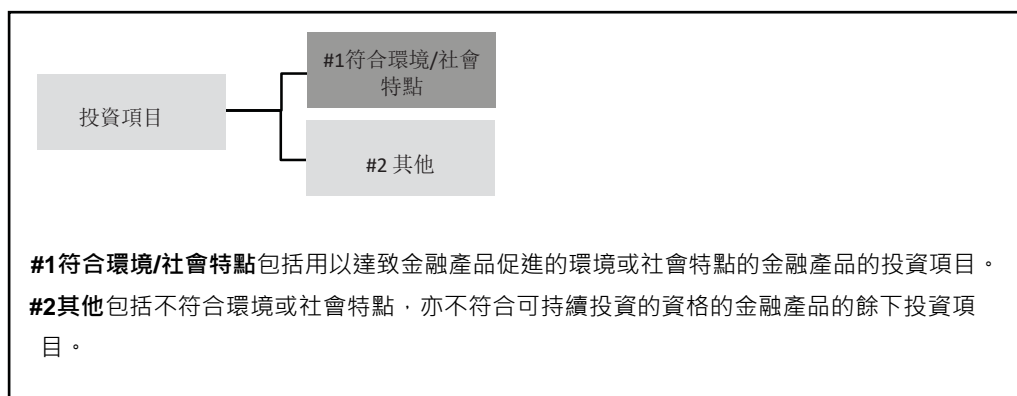 #1符合環境/社會
特點
投資項目
#2 其他
#1符合環境/社會特點包括用以達致金融產品促進的環境或社會特點的金融產品的投資項目。
#2其他包括不符合環境或社會特點，亦不符合可持續投資的資格的金融產品的餘下投資項
目。